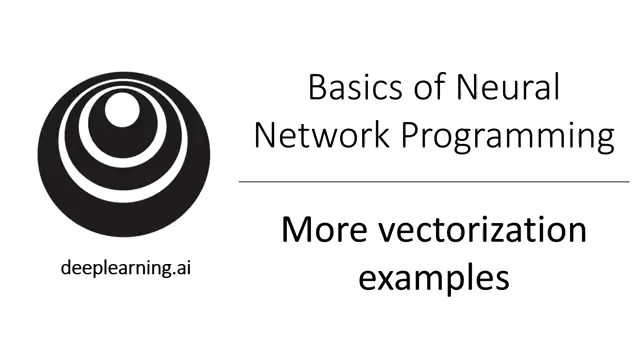 Basics of Neural
Network Programming
More vectorization
examples
deeplearning.ai